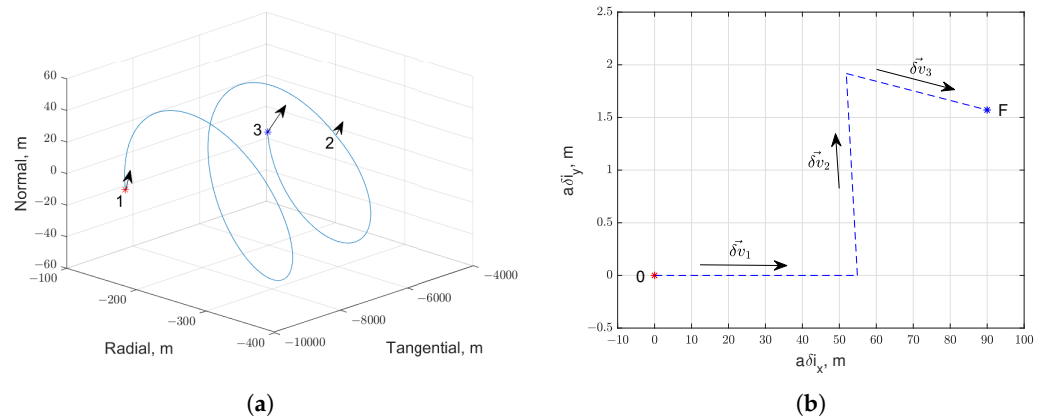 60
40
20
0
−20
−40
−60
Normal, m
−100
−200
−300
−400
Radial, m
−10000
−8000
−6000
−4000
Tangential, m
1
2
3
(a)
2.5
2
1.5
1
0.5
0
−0.5
aδi_y, m
−10 0 10 20 30 40 50 60 70 80 90 100
aδi_x, m
δv⃗₃
F
δv⃗₂
δv⃗₁
0
(b)